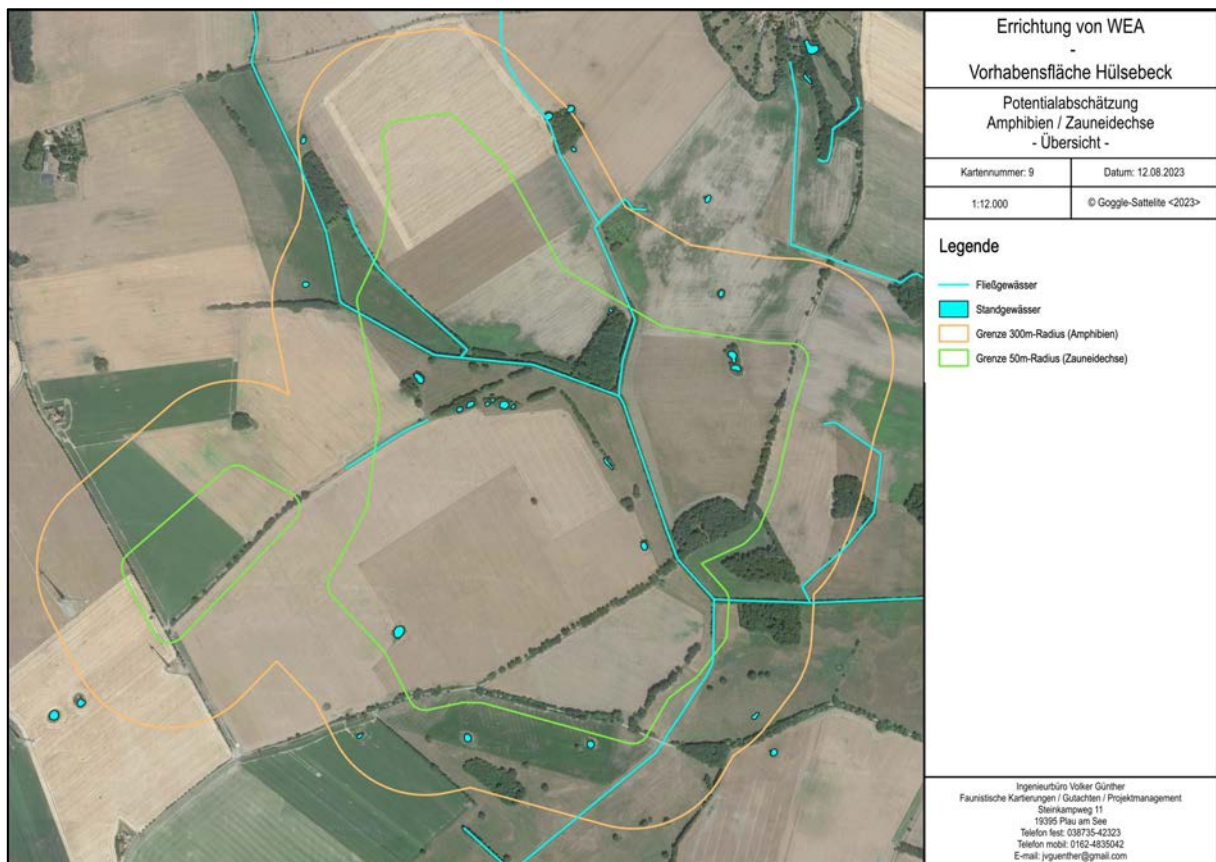 Errichtung von WEA
-
Vorhabensfläche Hülsebeck
Potentialabschätzung
Amphibien / Zauneidechse
- Übersicht -
Kartennummer: 9
Datum: 12.08.2023
1:12.000
© Goggle-Sattelite <2023>
Legende
Fließgewässer
Standgewässer
Grenze 300m-Radius (Amphibien)
Grenze 50m-Radius (Zauneidechse)
Ingenieurbüro Volker Günther
Faunistische Kartierungen / Gutachten / Projektmanagement
Steinkampweg 11
19395 Plau am See
Telefon fest: 038735-42323
Telefon mobil: 0162-4835042
E-mail: jvguenther@gmail.com